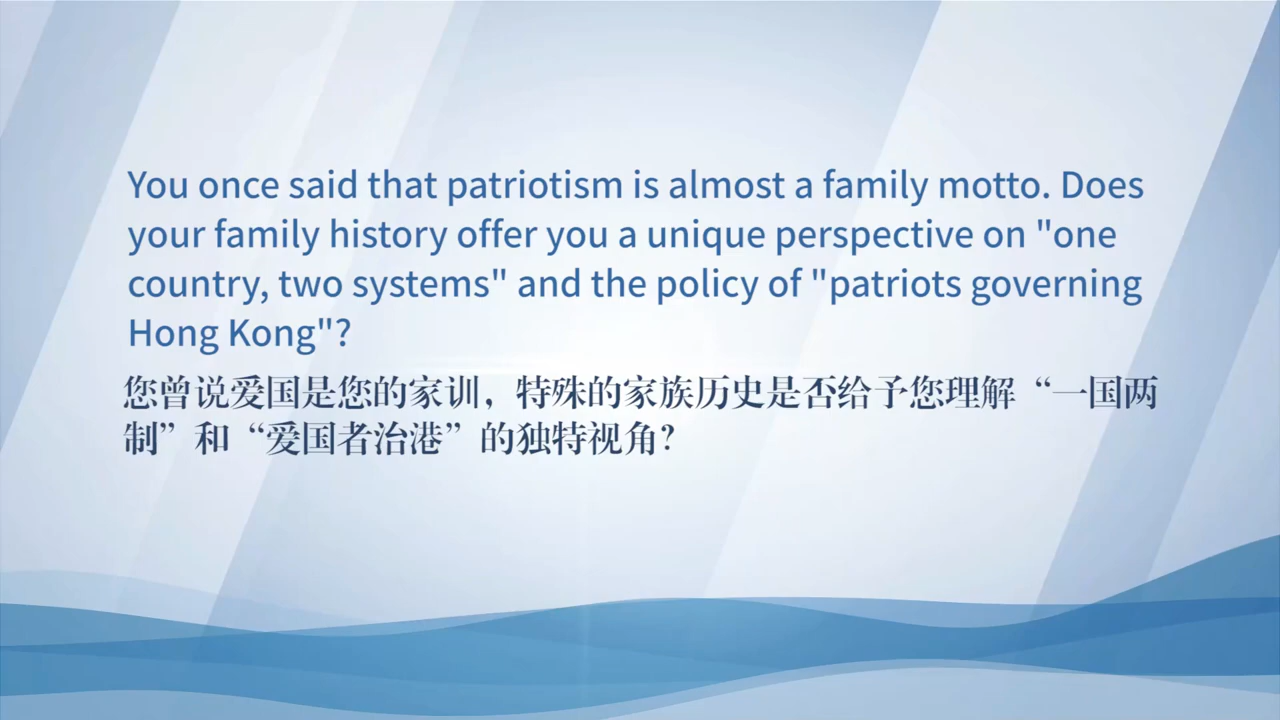 You once said that patriotism is almost a family motto. Does
your family history offer you a unique perspective on "one
country, two systems" and the policy of "patriots governing
Hong Kong"?
您曾说爱国是您的家训，特殊的家族历史是否给予您理解“一国两
制”和“爱国者治港”的独特视角？